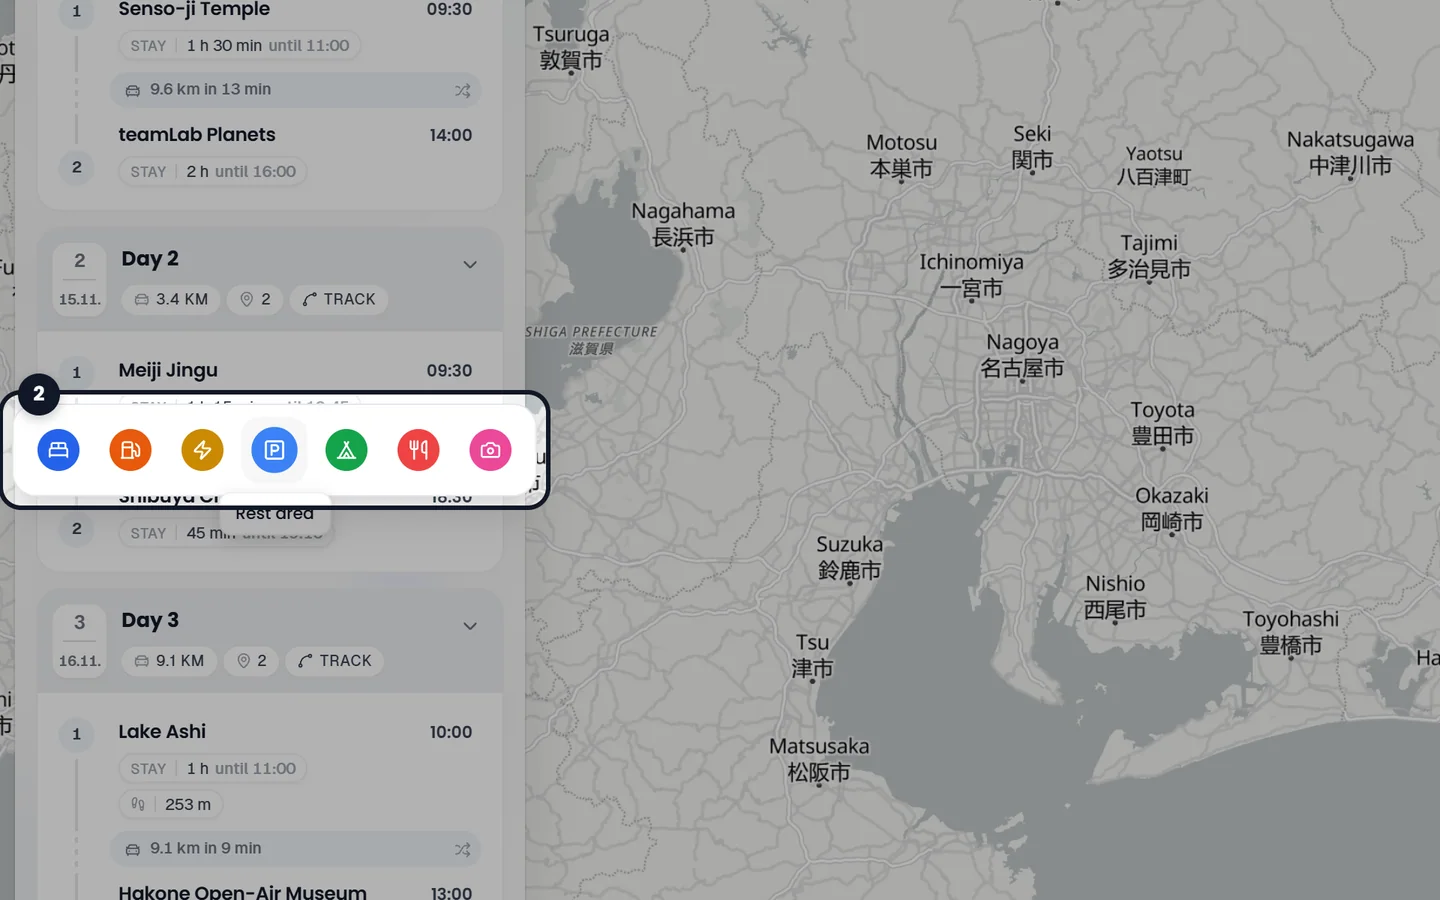 1
Senso-ji Temple
09:30
STAY 1 h 30 min until 11:00
9.6 km in 13 min
teamLab Planets
14:00
2
STAY 2 h until 16:00
2
15.11.
Day 2
3.4 KM
2
TRACK
1
Meiji Jingu
09:30
2
P
Rest area
2
STAY 45 min
3
16.11.
Day 3
9.1 KM
2
TRACK
1
Lake Ashi
10:00
STAY 1 h until 11:00
253 m
9.1 km in 9 min
Hakone Open-Air Museum
13:00
Tsuruga
敦賀市
Motosu
本巣市
Seki
関市
Yaotsu
八百津町
Nakatsugawa
中津川市
Nagahama
長浜市
Tajimi
多治見市
Ichinomiya
一宮市
SHIGA PREFECTURE
滋賀県
Nagoya
名古屋市
Toyota
豊田市
Okazaki
岡崎市
Suzuka
鈴鹿市
Nishio
西尾市
Toyohashi
豊橋市
Tsu
津市
Matsusaka
松阪市